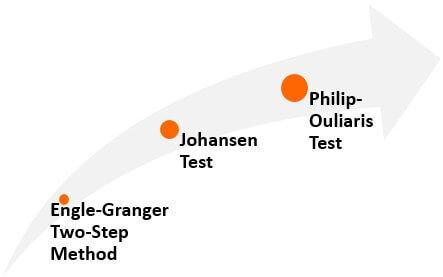 Philip-
Ouliaris
Test
Johansen
Test
Engle-Granger
Two-Step
Method